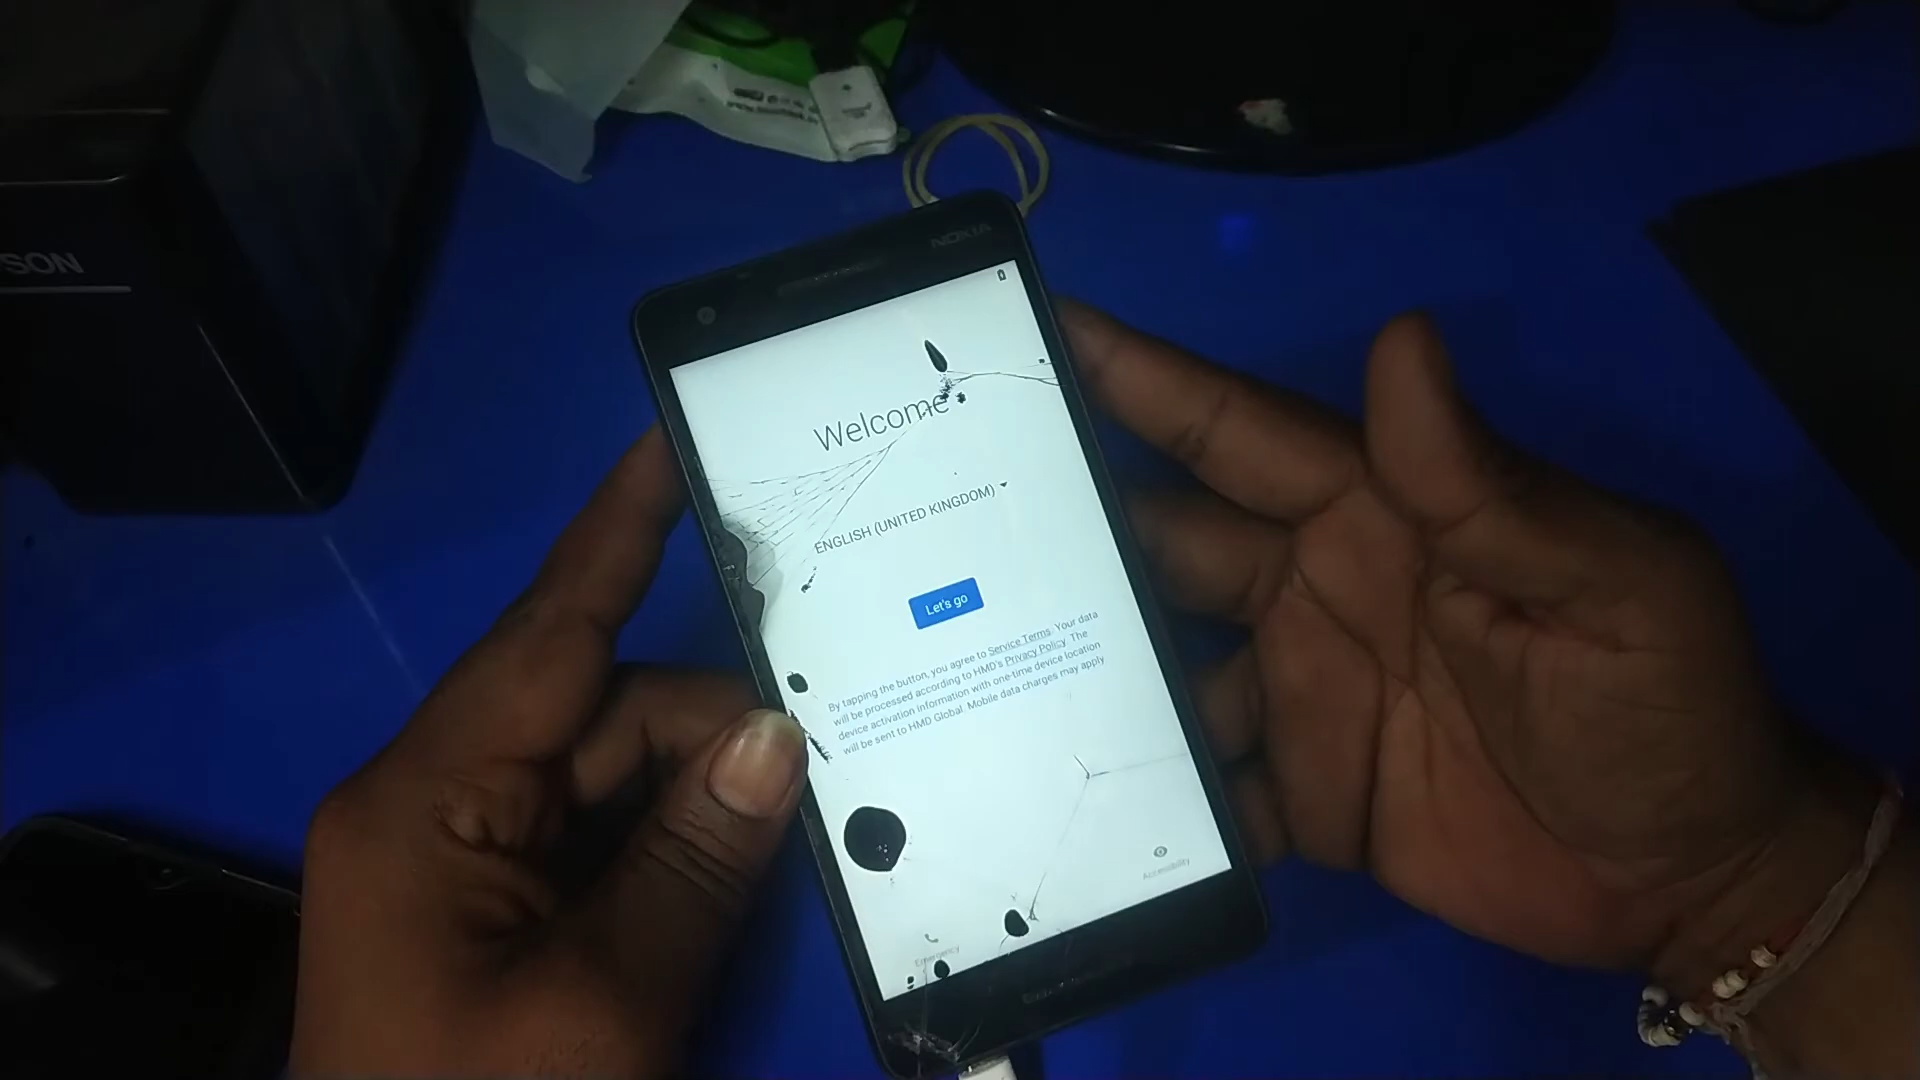 SON
NOKIA
Welcome
ENGLISH (UNITED KINGDOM)
Let's go
By tapping the button, you agree to Service Terms. Your data
will be processed according to HMD's Privacy Policy. The
device activation information with one-time device location
will be sent to HMD Global. Mobile data charges may apply
Accessibility
Emergency